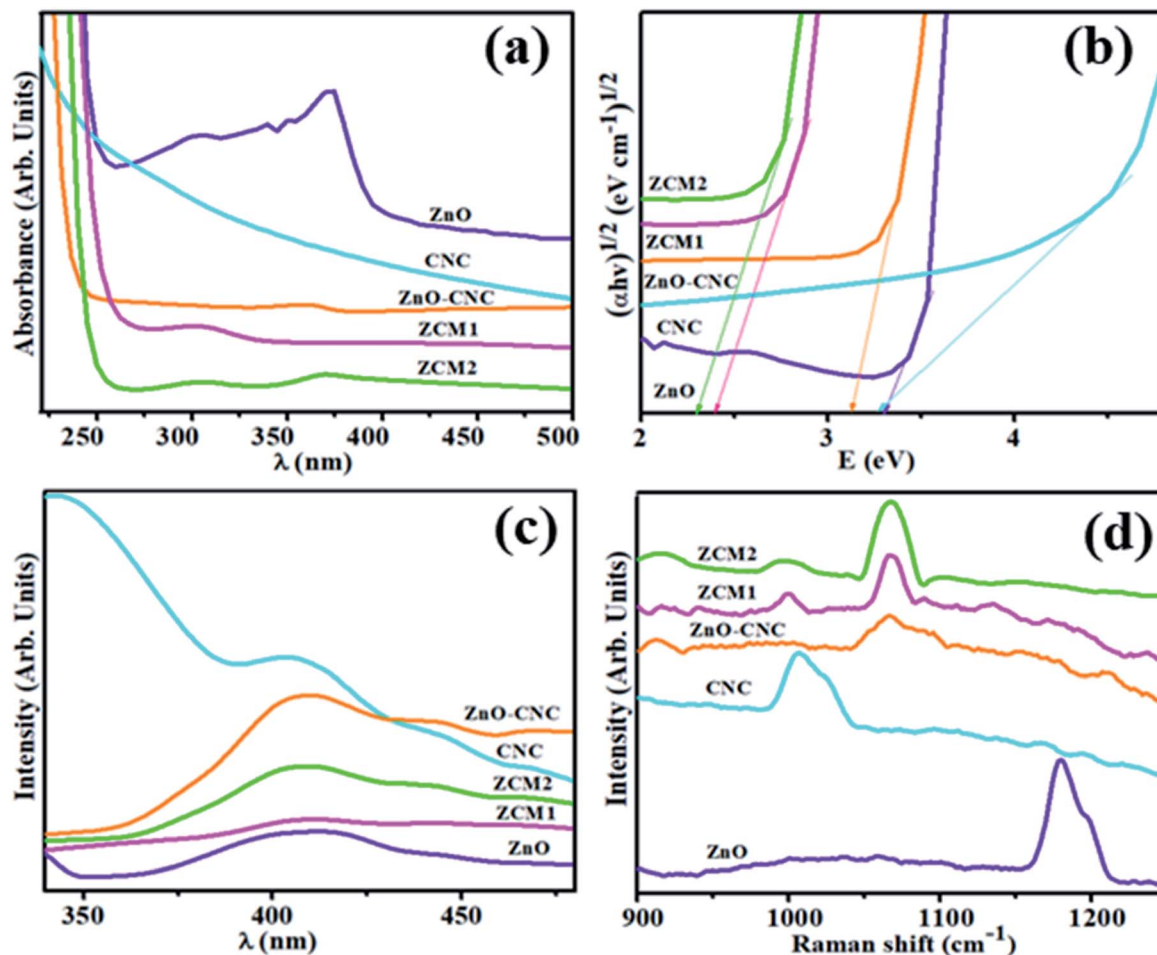 (a)
Absorbance (Arb. Units)
ZnO
CNC
ZnO-CNC
ZCM1
ZCM2
250 300 350 400 450 500
λ (nm)
(b)
(αhν)^1/2 (eV cm^-1)^1/2
ZCM2
ZCM1
ZnO-CNC
CNC
ZnO
2 3 4
E (eV)
(c)
Intensity (Arb. Units)
ZnO-CNC
CNC
ZCM2
ZCM1
ZnO
350 400 450
λ (nm)
(d)
Intensity (Arb. Units)
ZCM2
ZCM1
ZnO-CNC
CNC
ZnO
900 1000 1100 1200
Raman shift (cm^-1)